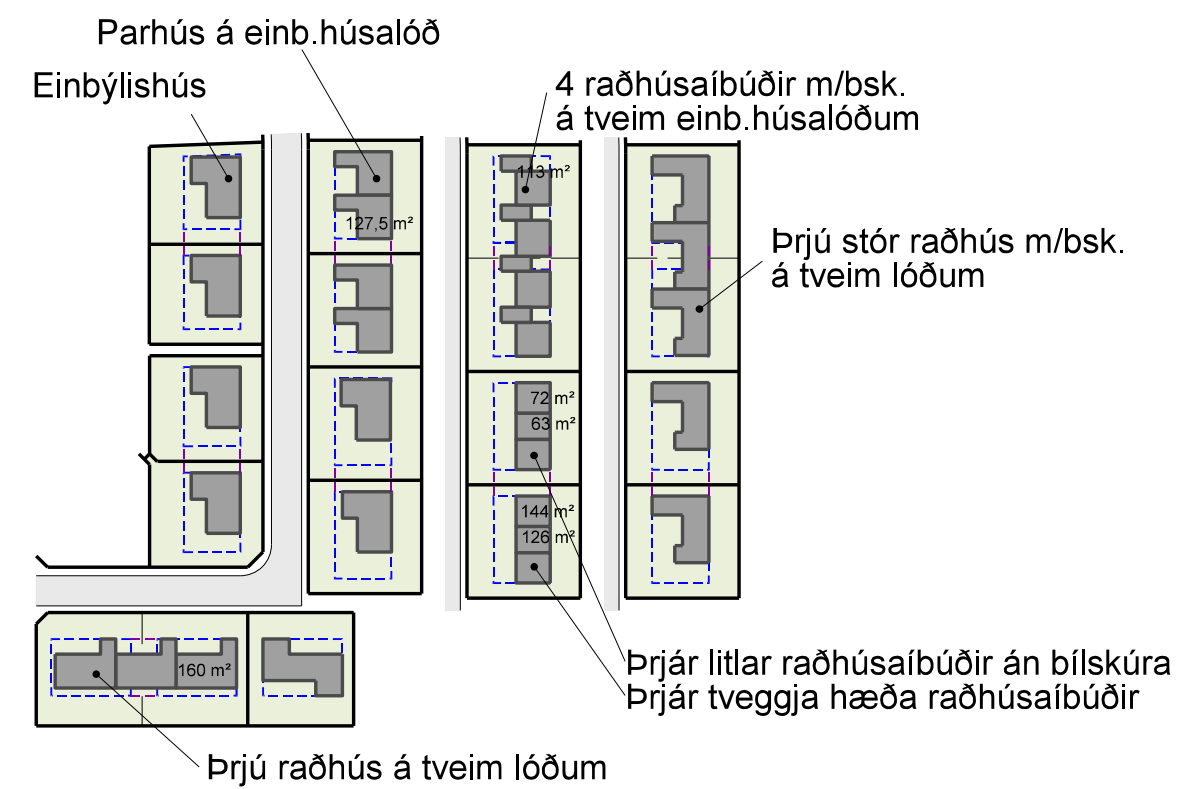 Parhús á einb.húsalóð
Einbýlishús
4 raðhúsaíbúðir m/bsk.
á tveim einb.húsalóðum
113 m²
127,5 m²
Þrjú stór raðhús m/bsk.
á tveim lóðum
72 m²
63 m²
144 m²
126 m²
Þrjár litlar raðhúsaíbúðir án bílskúra
160 m²
Þrjár tveggja hæða raðhúsaíbúðir
Þrjú raðhús á tveim lóðum